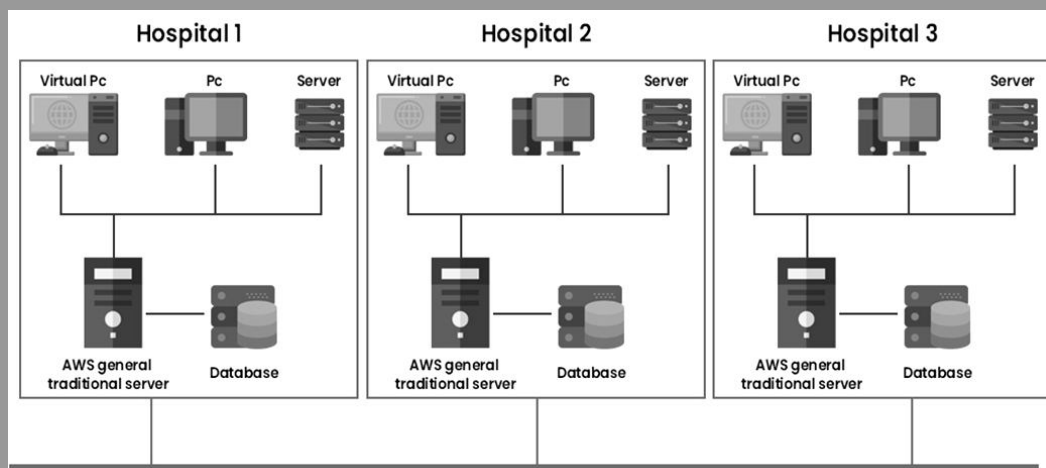 Hospital 1
Hospital 2
Hospital 3
Virtual Pc
Pc
Server
Virtual Pc
Pc
Server
Virtual Pc
Pc
Server
AWS general
traditional server
Database
AWS general
traditional server
Database
AWS general
traditional server
Database